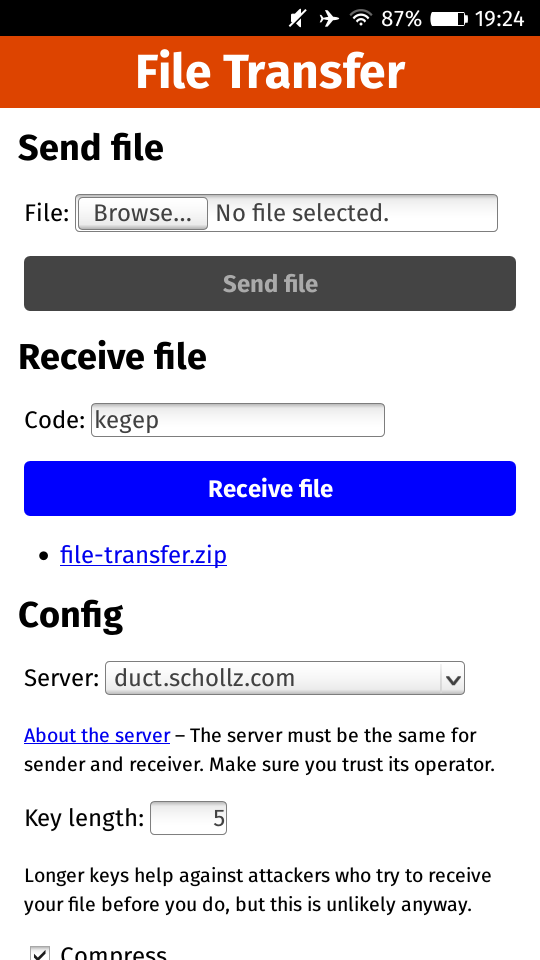 87% 19:24
File Transfer
Send file
File: Browse... No file selected.
Send file
Receive file
Code: kegep
Receive file
• file-transfer.zip
Config
Server: duct.schollz.com
About the server – The server must be the same for
sender and receiver. Make sure you trust its operator.
Key length: 5
Longer keys help against attackers who try to receive
your file before you do, but this is unlikely anyway.
Compress